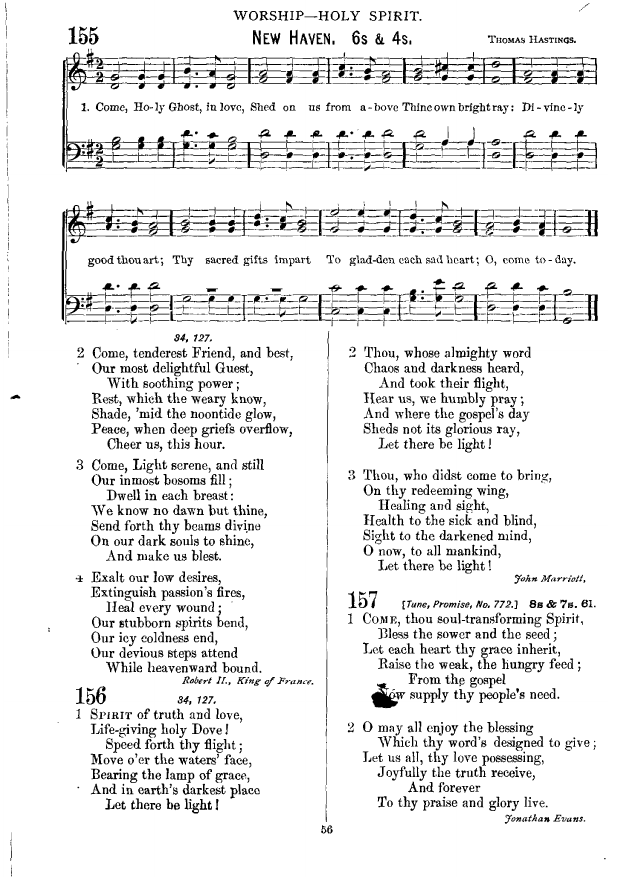 WORSHIP—HOLY SPIRIT.
155
NEW HAVEN. 6s & 4s.
THOMAS HASTINGS.
1. Come, Ho-ly Ghost, in love, Shed on us from a-bove Thine own bright ray: Di-vine-ly
good thou art; Thy sacred gifts impart To glad-den each sad heart; O, come to-day.
34, 127.
2 Come, tenderest Friend, and best,
Our most delightful Guest,
With soothing power;
Rest, which the weary know,
Shade, 'mid the noontide glow,
Peace, when deep griefs overflow,
Cheer us, this hour.
3 Come, Light serene, and still
Our inmost bosoms fill;
Dwell in each breast:
We know no dawn but thine,
Send forth thy beams divine
On our dark souls to shine,
And make us blest.
4 Exalt our low desires,
Extinguish passion's fires,
Heal every wound;
Our stubborn spirits bend,
Our icy coldness end,
Our devious steps attend
While heavenward bound.
Robert II., King of France.
156
34, 127.
1 SPIRIT of truth and love,
Life-giving holy Dove!
Speed forth thy flight;
Move o'er the waters' face,
Bearing the lamp of grace,
And in earth's darkest place
Let there be light!
2 Thou, whose almighty word
Chaos and darkness heard,
And took their flight,
Hear us, we humbly pray;
And where the gospel's day
Sheds not its glorious ray,
Let there be light!
3 Thou, who didst come to bring,
On thy redeeming wing,
Healing and sight,
Health to the sick and blind,
Sight to the darkened mind,
O now, to all mankind,
Let there be light!
John Marriott,
157
[Tune, Promise, No. 772.] 8s & 7s. 6l.
1 COME, thou soul-transforming Spirit,
Bless the sower and the seed;
Let each heart thy grace inherit,
Raise the weak, the hungry feed;
From the gospel
Now supply thy people's need.
2 O may all enjoy the blessing
Which thy word's designed to give;
Let us all, thy love possessing,
Joyfully the truth receive,
And forever
To thy praise and glory live.
Jonathan Evans.
56